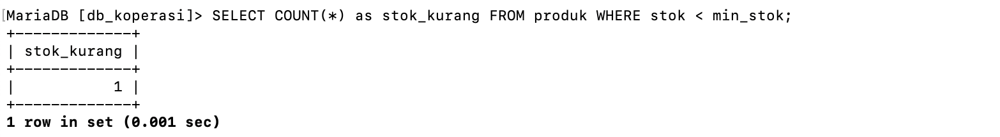 MariaDB [db_koperasi]> SELECT COUNT(*) as stok_kurang FROM produk WHERE stok < min_stok;
+-------------+
| stok_kurang |
+-------------+
|           1 |
+-------------+
1 row in set (0.001 sec)